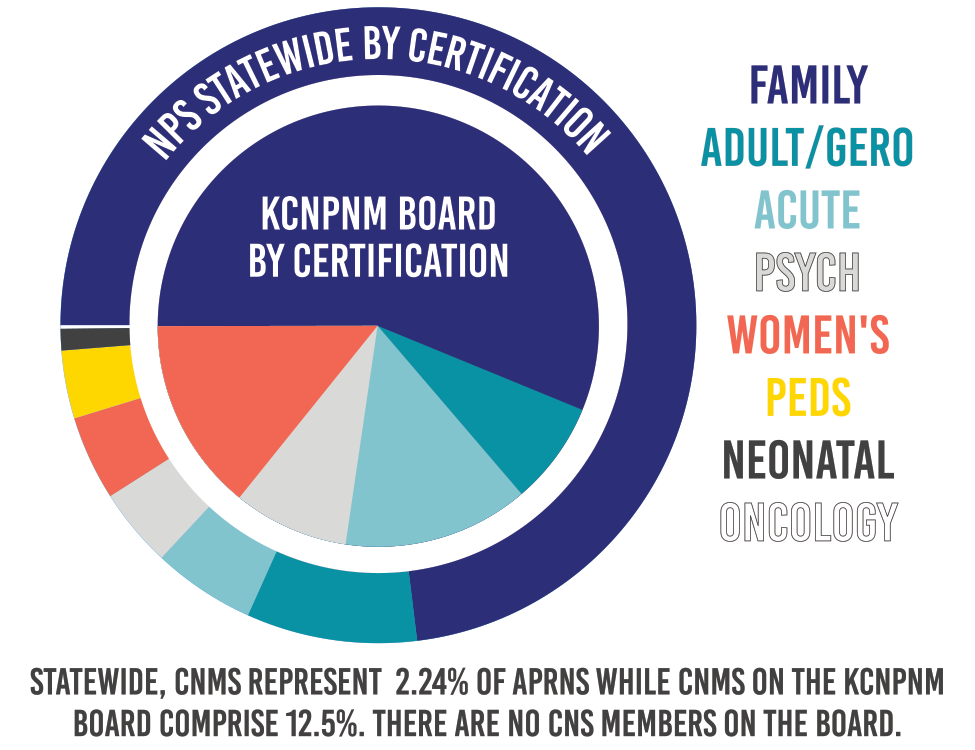 NPS STATEWIDE BY CERTIFICATION
KCNPNM BOARD
BY CERTIFICATION
FAMILY
ADULT/GERO
ACUTE
PSYCH
WOMEN'S
PEDS
NEONATAL
ONCOLOGY
STATEWIDE, CNMS REPRESENT 2.24% OF APRNS WHILE CNMS ON THE KCNPNM
BOARD COMPRISE 12.5%. THERE ARE NO CNS MEMBERS ON THE BOARD.